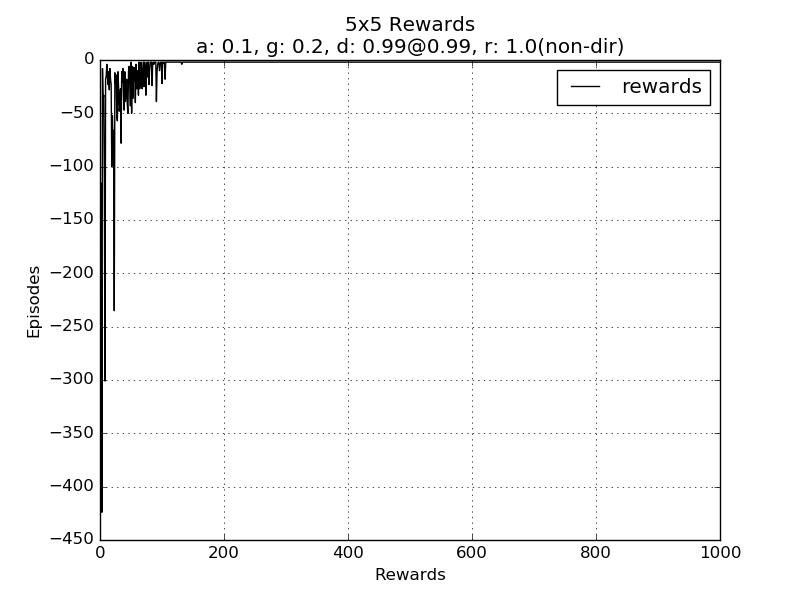 5x5 Rewards
a: 0.1, g: 0.2, d: 0.99@0.99, r: 1.0(non-dir)
rewards
0
−50
−100
−150
−200
−250
−300
−350
−400
−450
Episodes
0 200 400 600 800 1000
Rewards